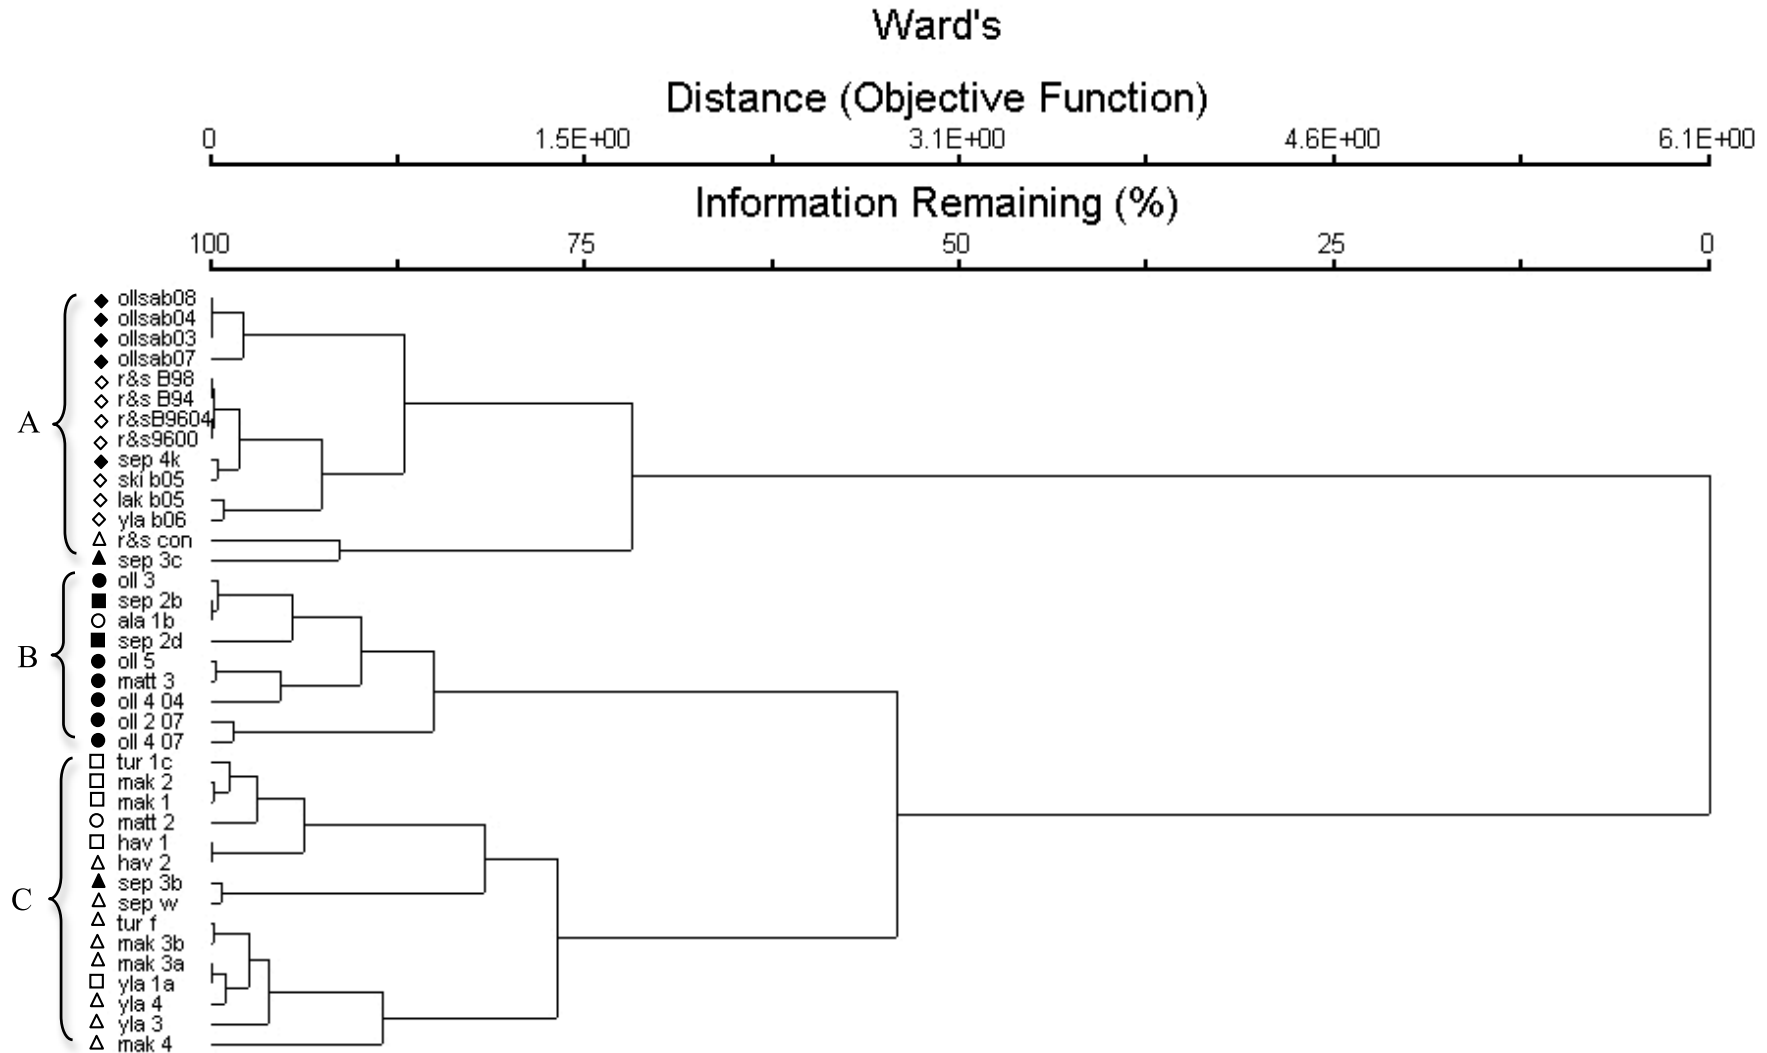 Ward's
Distance (Objective Function)
0 1.5E+00 3.1E+00 4.6E+00 6.1E+00
Information Remaining (%)
100 75 50 25 0
ollsab08
ollsab04
ollsab03
ollsab07
r&s B98
r&s B94
A r&sB9604
r&s9600
sep 4k
ski b05
lak b05
yla b06
r&s con
sep 3c
oll 3
sep 2b
ala 1b
sep 2d
B oll 5
matt 3
oll 4 04
oll 2 07
oll 4 07
tur 1c
mak 2
mak 1
matt 2
hav 1
hav 2
sep 3b
C sep w
tur f
mak 3b
mak 3a
yla 1a
yla 4
yla 3
mak 4